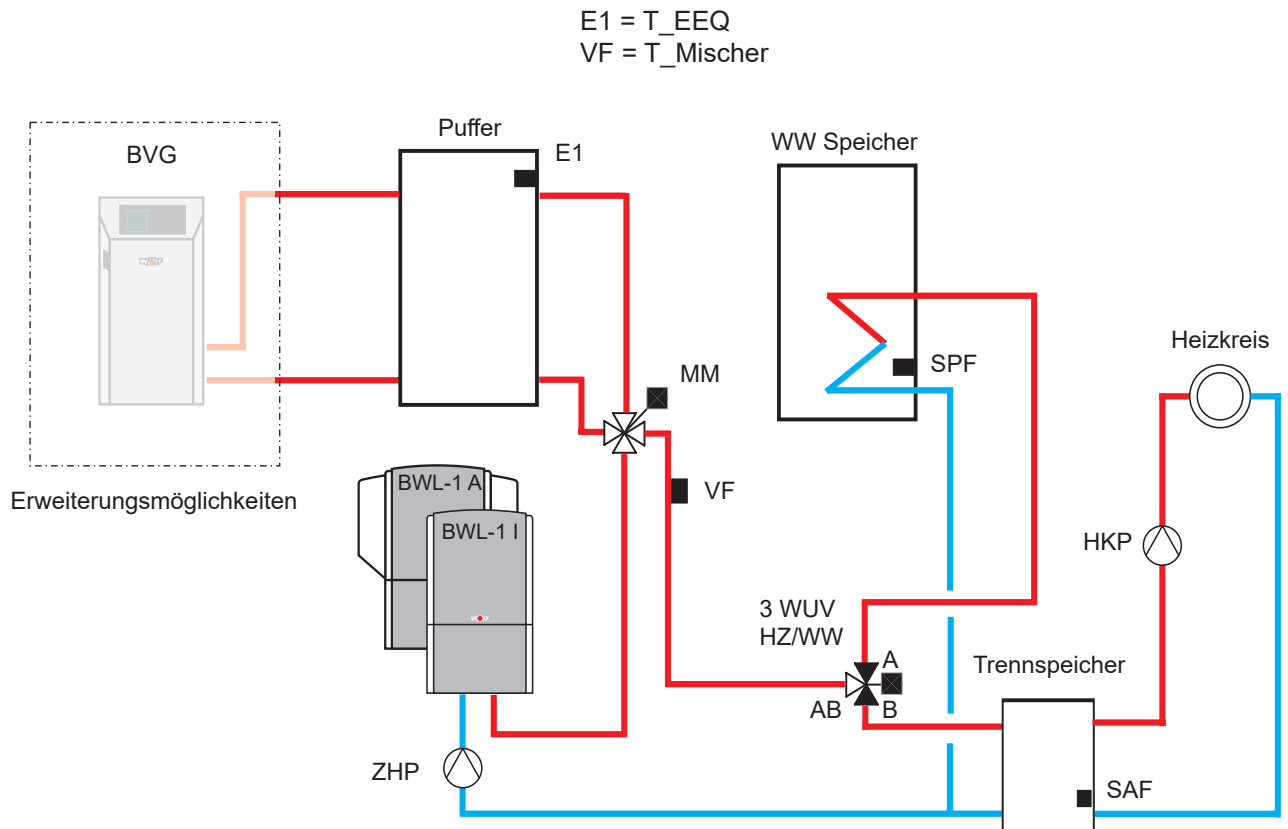 E1 = T_EEQ
VF = T_Mischer
Puffer
BVG
E1
WW Speicher
WOLF
MM
SPF
Heizkreis
Erweiterungsmöglichkeiten
BWL-1 A
VF
BWL-1 I
HKP
3 WUV
HZ/WW
A
Trennspeicher
AB
B
ZHP
SAF